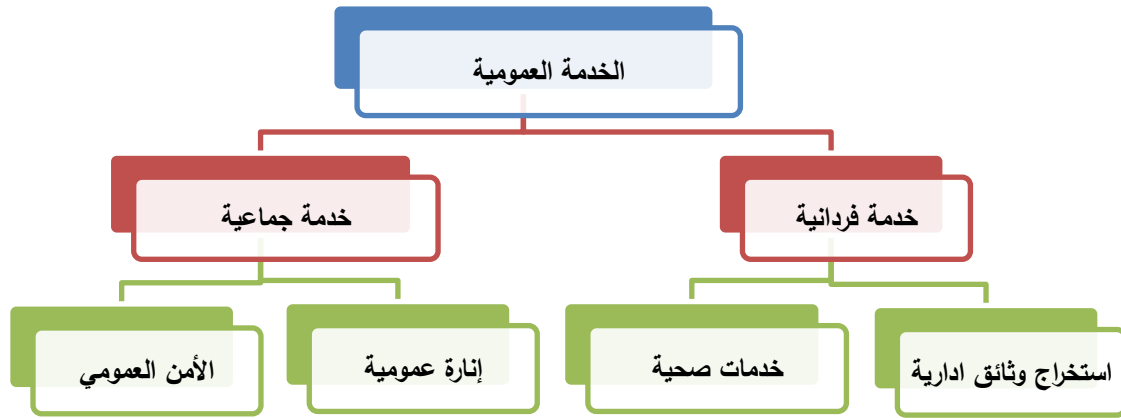 الخدمة العمومية
خدمة فردانية
خدمة جماعية
استخراج وثائق ادارية
خدمات صحية
إنارة عمومية
الأمن العمومي